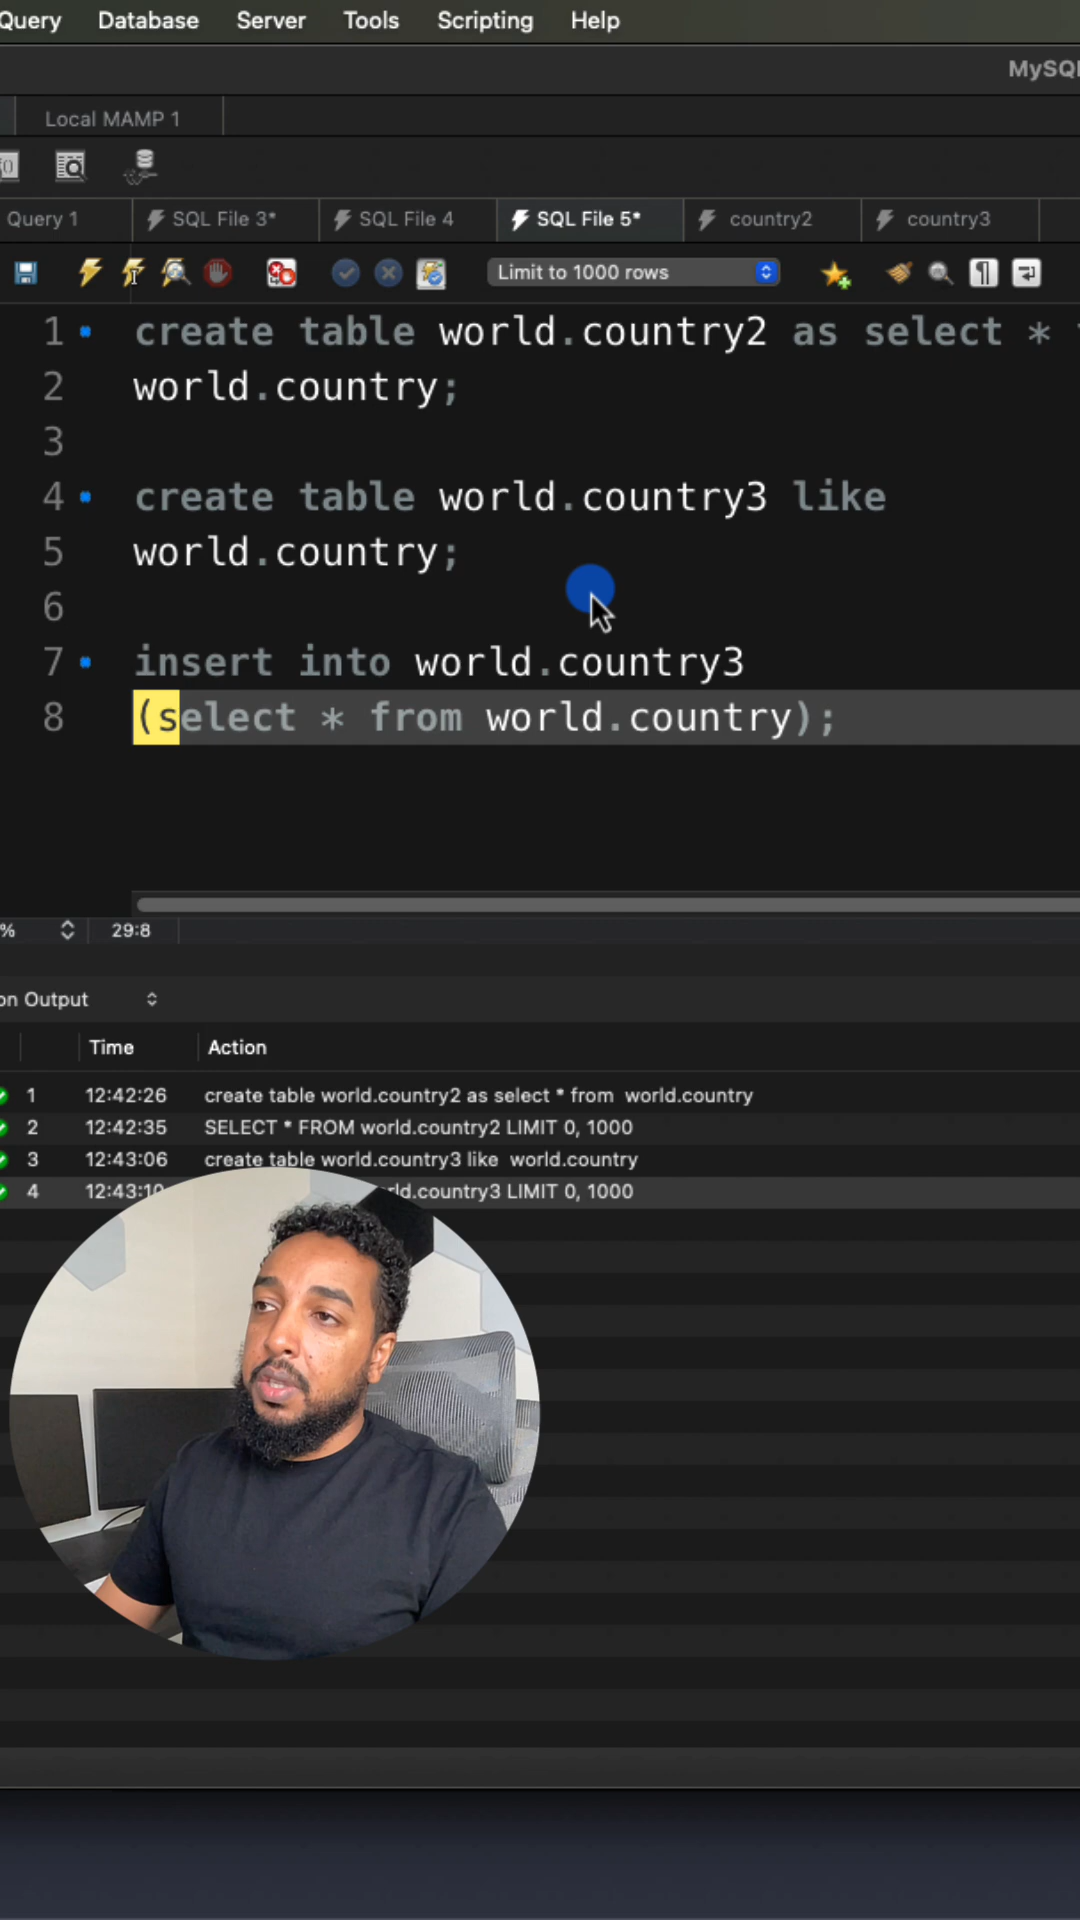 Query Database Server Tools Scripting Help
MySQL
Local MAMP 1
Query 1 SQL File 3* SQL File 4 SQL File 5* country2 country3
Limit to 1000 rows
1 create table world.country2 as select *
2 world.country;
3
4 create table world.country3 like
5 world.country;
6
7 insert into world.country3
8 (select * from world.country);
% 29:8
on Output
Time Action
1 12:42:26 create table world.country2 as select * from world.country
2 12:42:35 SELECT * FROM world.country2 LIMIT 0, 1000
3 12:43:06 create table world.country3 like world.country
4 12:43:10 rld.country3 LIMIT 0, 1000